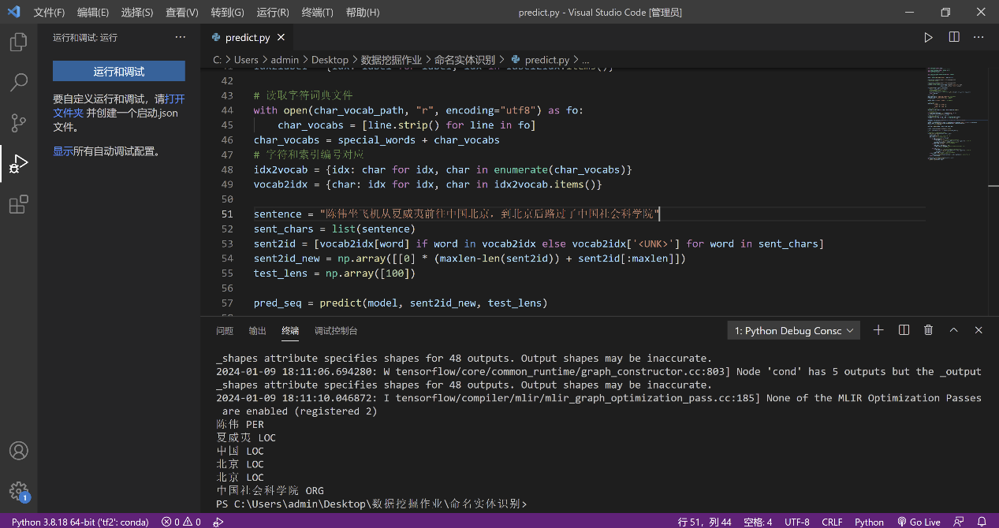 文件(F) 编辑(E) 选择(S) 查看(V) 转到(G) 运行(R) 终端(T) 帮助(H) predict.py - Visual Studio Code [管理员]
运行和调试: 运行 ···
运行和调试
要自定义运行和调试，请打开
文件夹 并创建一个启动.json
文件。
显示所有自动调试配置。
predict.py
C: > Users > admin > Desktop > 数据挖掘作业 > 命名实体识别 > predict.py > ...
41 idx2label = {idx: label for label, idx in label2idx.items()}
42
43 # 读取字符词典文件
44 with open(char_vocab_path, "r", encoding="utf8") as fo:
45 char_vocabs = [line.strip() for line in fo]
46 char_vocabs = special_words + char_vocabs
47 # 字符和索引编号对应
48 idx2vocab = {idx: char for idx, char in enumerate(char_vocabs)}
49 vocab2idx = {char: idx for idx, char in idx2vocab.items()}
50
51 sentence = "陈伟坐飞机从夏威夷前往中国北京，到北京后路过了中国社会科学院"
52 sent_chars = list(sentence)
53 sent2id = [vocab2idx[word] if word in vocab2idx else vocab2idx['<UNK>'] for word in sent_chars]
54 sent2id_new = np.array([[0] * (maxlen-len(sent2id)) + sent2id[:maxlen]])
55 test_lens = np.array([100])
56
57 pred_seq = predict(model, sent2id_new, test_lens)
58
问题 输出 终端 调试控制台 1: Python Debug Consc
_shapes attribute specifies shapes for 48 outputs. Output shapes may be inaccurate.
2024-01-09 18:11:06.694280: W tensorflow/core/common_runtime/graph_constructor.cc:803] Node 'cond' has 5 outputs but the _output
_shapes attribute specifies shapes for 48 outputs. Output shapes may be inaccurate.
2024-01-09 18:11:10.046872: I tensorflow/compiler/mlir/mlir_graph_optimization_pass.cc:185] None of the MLIR Optimization Passes
are enabled (registered 2)
陈伟 PER
夏威夷 LOC
中国 LOC
北京 LOC
北京 LOC
中国社会科学院 ORG
PS C:\Users\admin\Desktop\数据挖掘作业\命名实体识别>
1
Python 3.8.18 64-bit ('tf2': conda) 0 0 行 51，列 44 空格: 4 UTF-8 CRLF Python Go Live